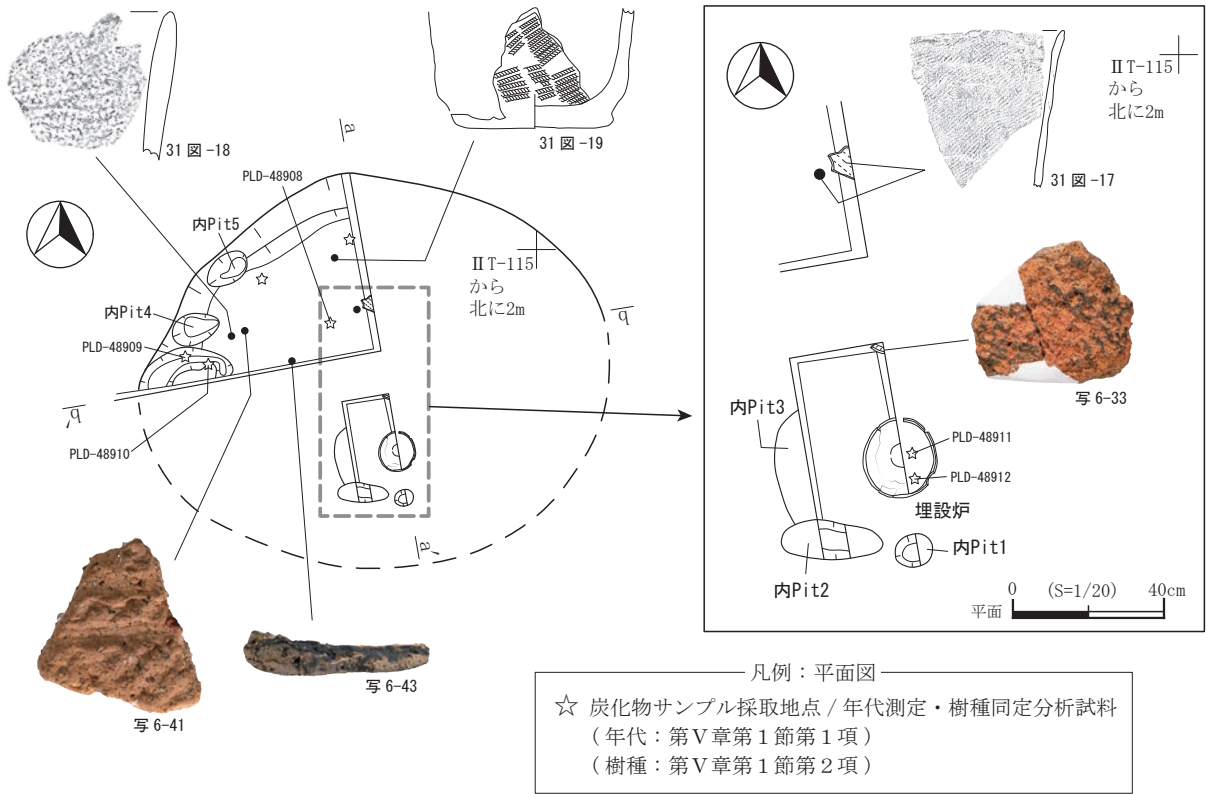 31図-18
31図-19
a
PLD-48908
内Pit5
ⅡT-115
から
北に2m
内Pit4
PLD-48909
b
b'
PLD-48910
a'
写6-41
写6-43
ⅡT-115
から
北に2m
31図-17
写6-33
内Pit3
PLD-48911
PLD-48912
埋設炉
内Pit1
内Pit2
0 (S=1/20) 40cm
平面
凡例：平面図
☆ 炭化物サンプル採取地点 / 年代測定・樹種同定分析試料
(年代：第Ⅴ章第1節第1項)
(樹種：第Ⅴ章第1節第2項)